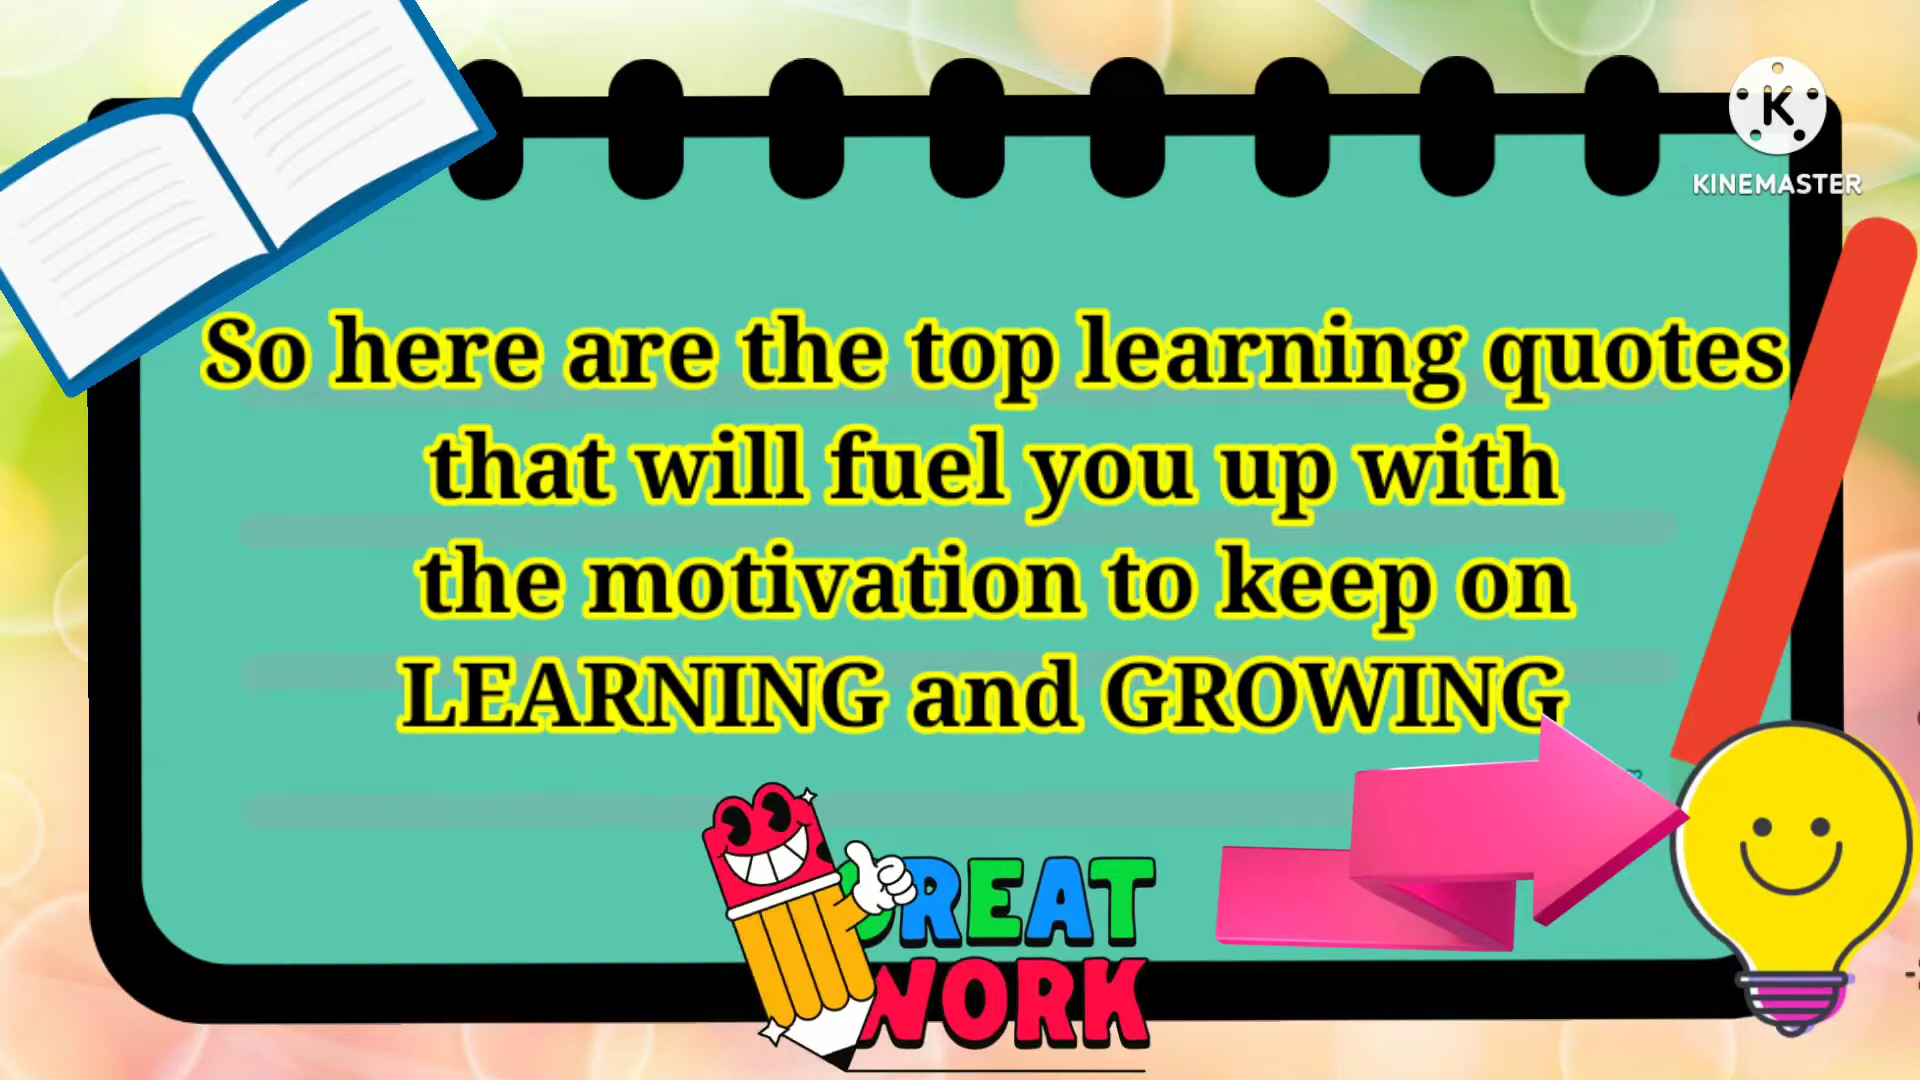 KINEMASTER
So here are the top learning quotes
that will fuel you up with
the motivation to keep on
LEARNING and GROWING
GREAT
WORK